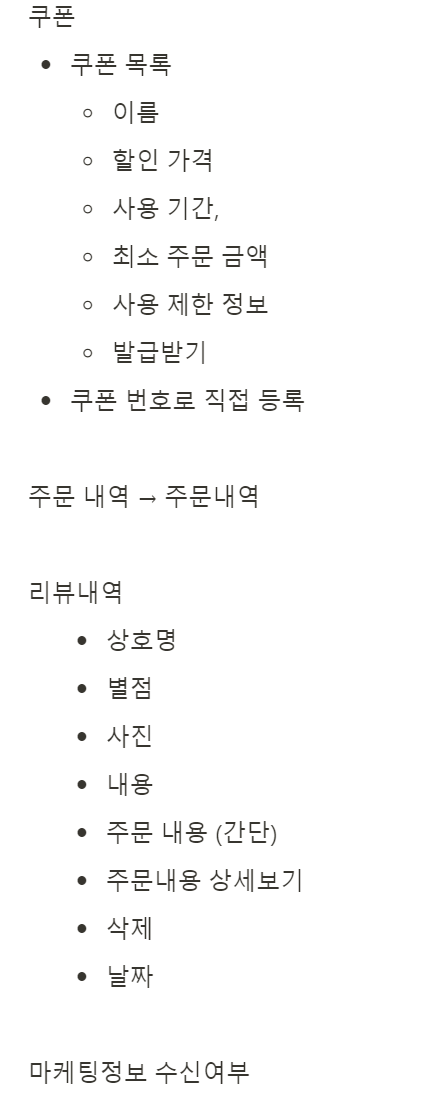 쿠폰
• 쿠폰 목록
◦ 이름
◦ 할인 가격
◦ 사용 기간,
◦ 최소 주문 금액
◦ 사용 제한 정보
◦ 발급받기
• 쿠폰 번호로 직접 등록
주문 내역 → 주문내역
리뷰내역
• 상호명
• 별점
• 사진
• 내용
• 주문 내용 (간단)
• 주문내용 상세보기
• 삭제
• 날짜
마케팅정보 수신여부